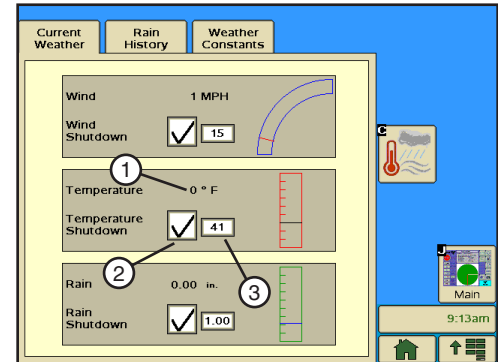 Current Weather
Rain History
Weather Constants
Wind 1 MPH
Wind Shutdown 15
1
Temperature 0 ° F
Temperature Shutdown 41
2
3
Rain 0.00 in.
Rain Shutdown 1.00
C
J
Main
9:13am